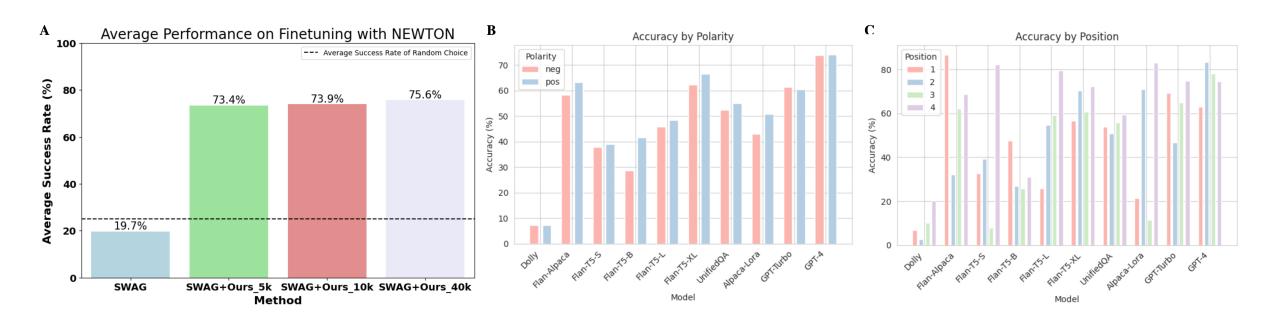 A
Average Performance on Finetuning with NEWTON
Average Success Rate (%)
100
80
60
40
20
0
Average Success Rate of Random Choice
19.7%
73.4%
73.9%
75.6%
SWAG
SWAG+Ours_5k
SWAG+Ours_10k
SWAG+Ours_40k
Method
B
Accuracy by Polarity
Accuracy (%)
70
60
50
40
30
20
10
0
Polarity
neg
pos
Dolly
Flan-Alpaca
Flan-T5-S
Flan-T5-B
Flan-T5-L
Flan-T5-XL
UnifiedQA
Alpaca-Lora
GPT-Turbo
GPT-4
Model
C
Accuracy by Position
Accuracy (%)
80
60
40
20
0
Position
1
2
3
4
Dolly
Flan-Alpaca
Flan-T5-S
Flan-T5-B
Flan-T5-L
Flan-T5-XL
UnifiedQA
Alpaca-Lora
GPT-Turbo
GPT-4
Model